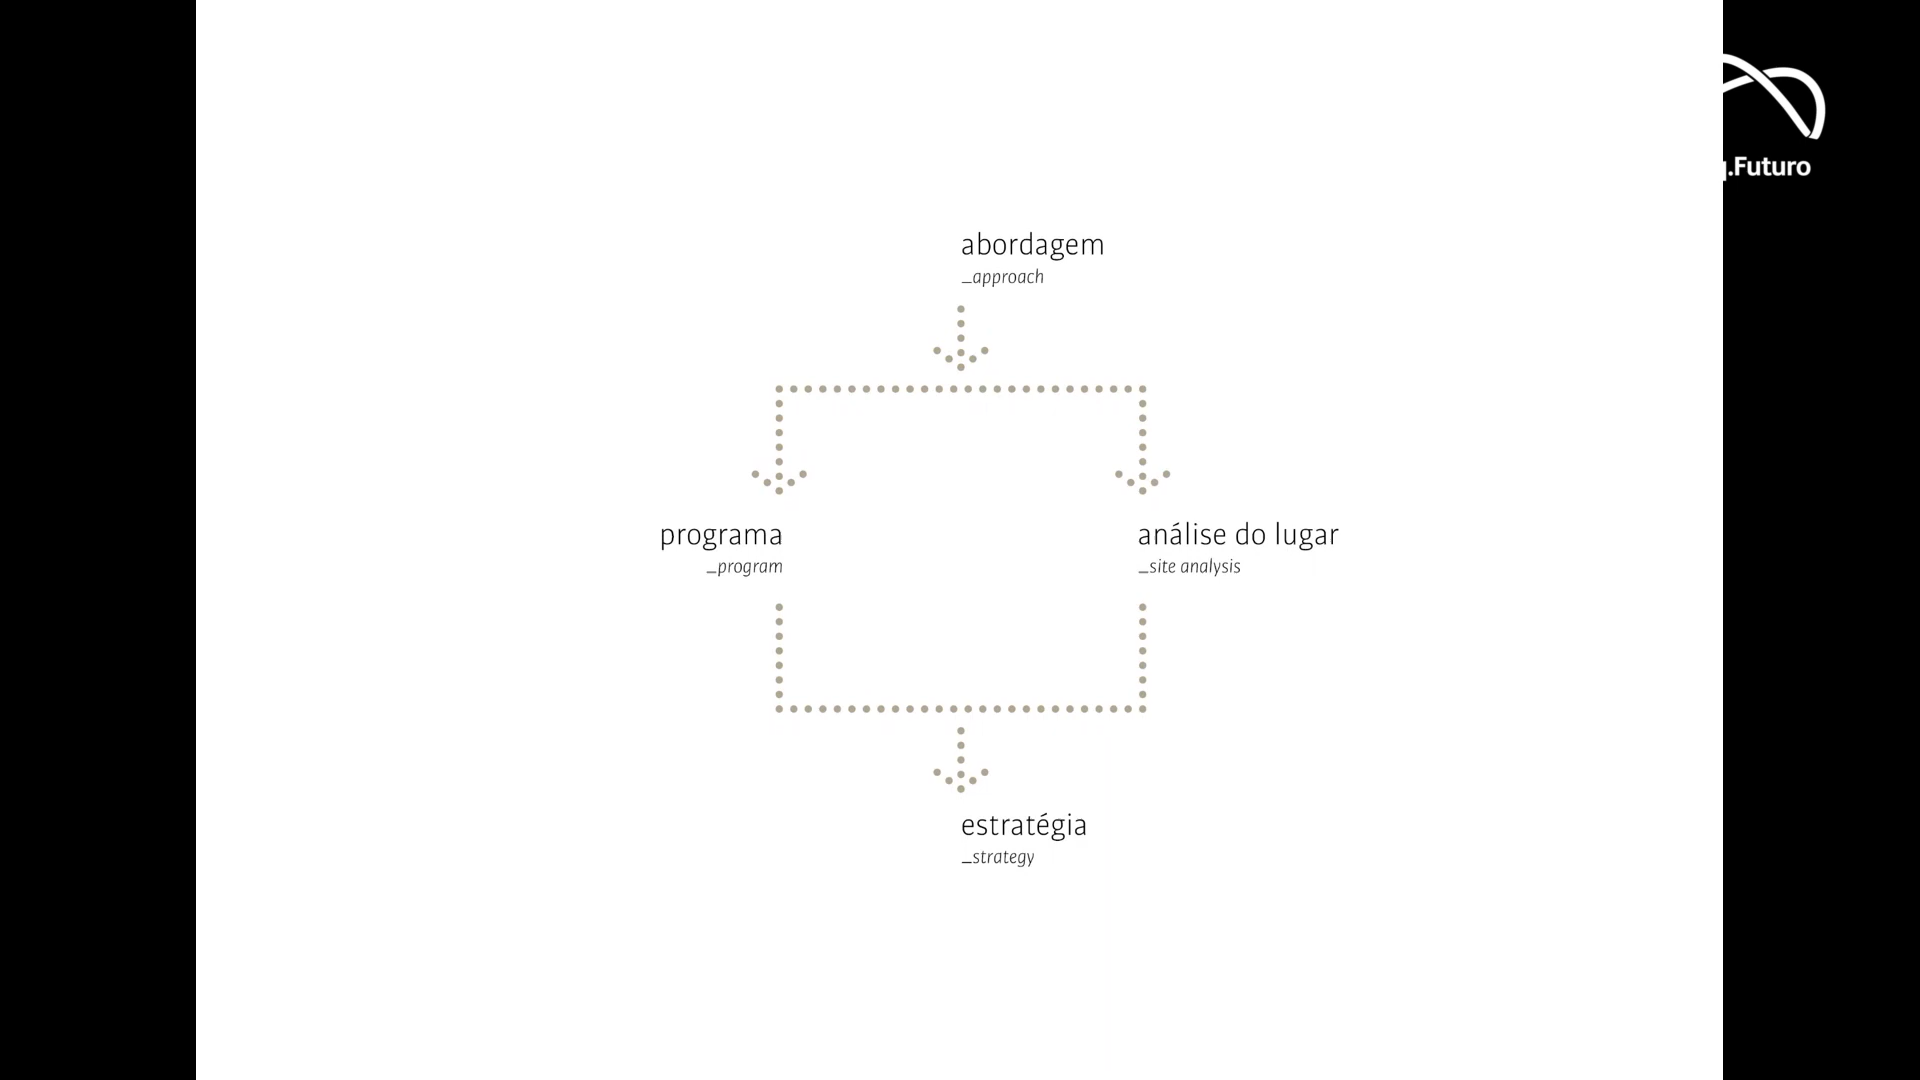 q.Futuro
abordagem
_approach
programa
_program
análise do lugar
_site analysis
estratégia
_strategy